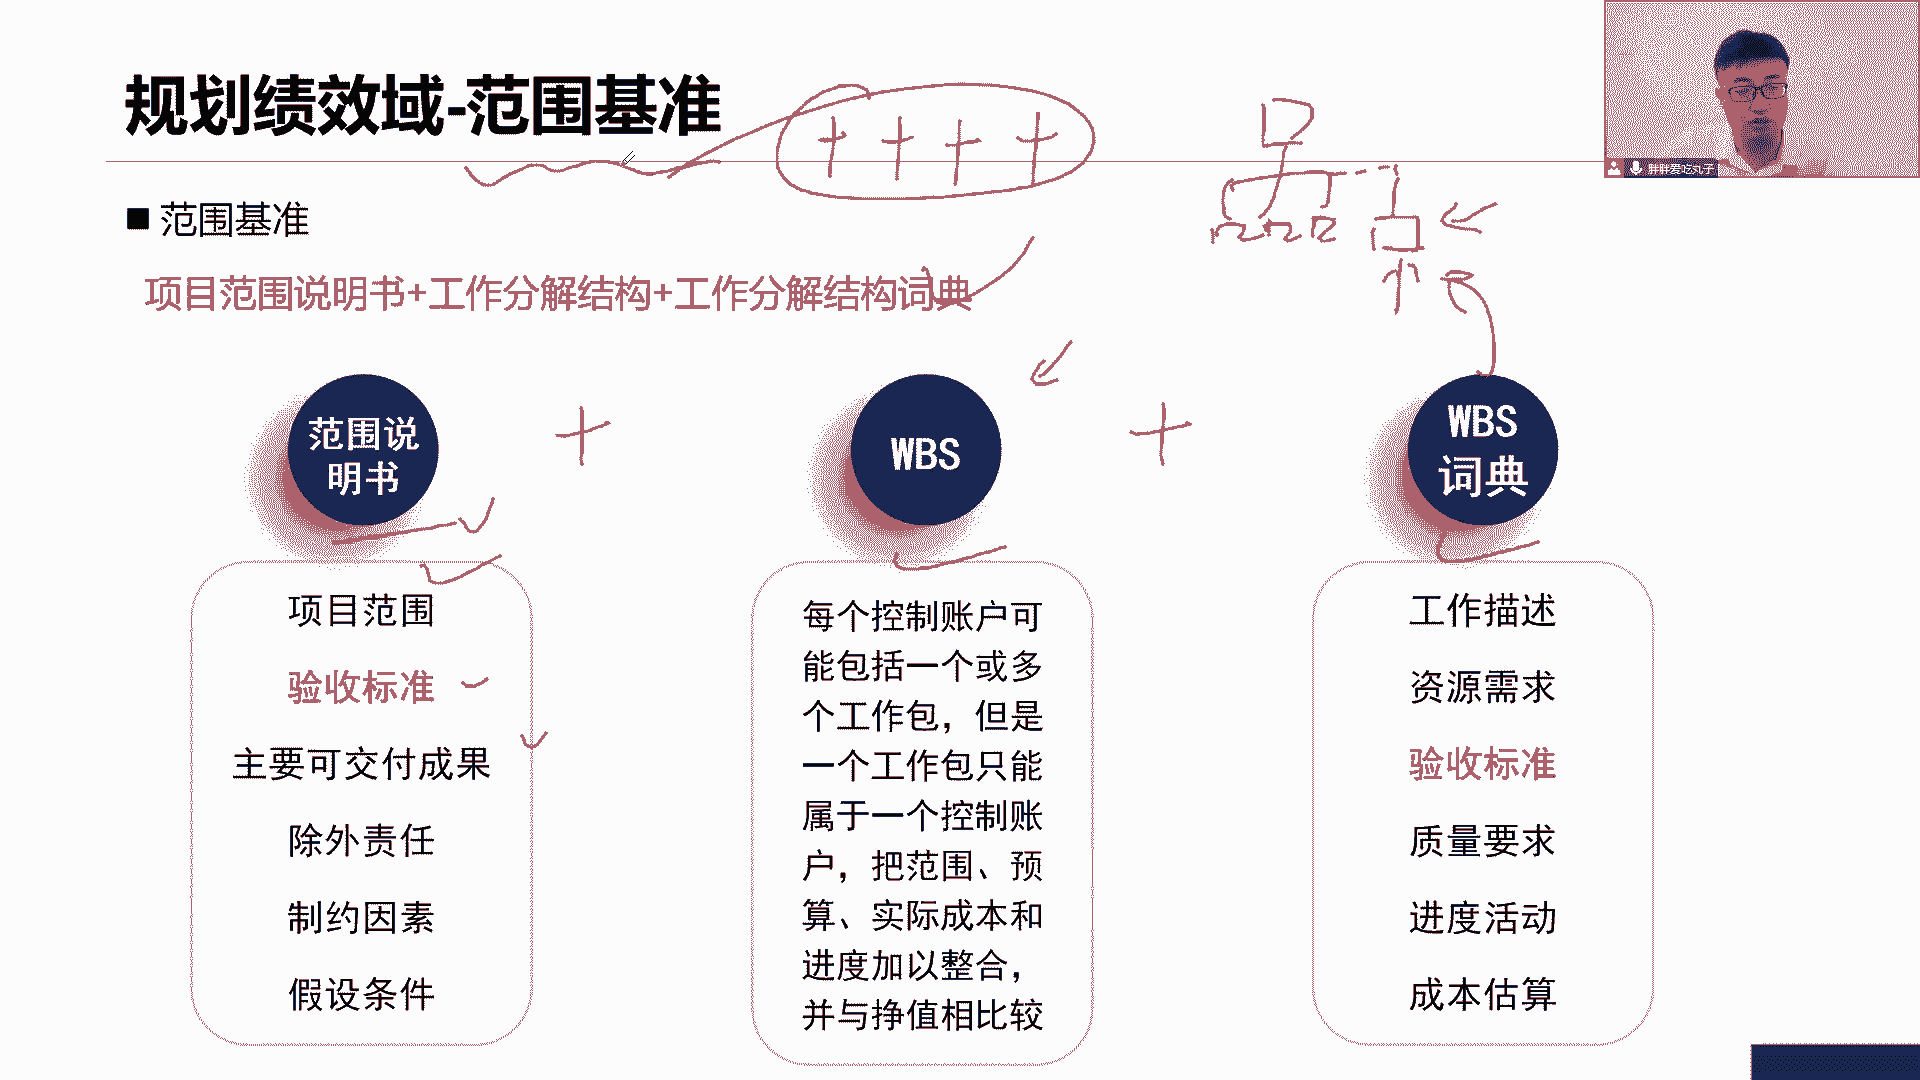 规划绩效域-范围基准
胖胖爱吃丸子
范围基准
项目范围说明书+工作分解结构+工作分解结构词典
范围说
明书
WBS
WBS
词典
项目范围
验收标准
主要可交付成果
除外责任
制约因素
假设条件
每个控制账户可
能包括一个或多
个工作包，但是
一个工作包只能
属于一个控制账
户，把范围、预
算、实际成本和
进度加以整合，
并与挣值相比较
工作描述
资源需求
验收标准
质量要求
进度活动
成本估算